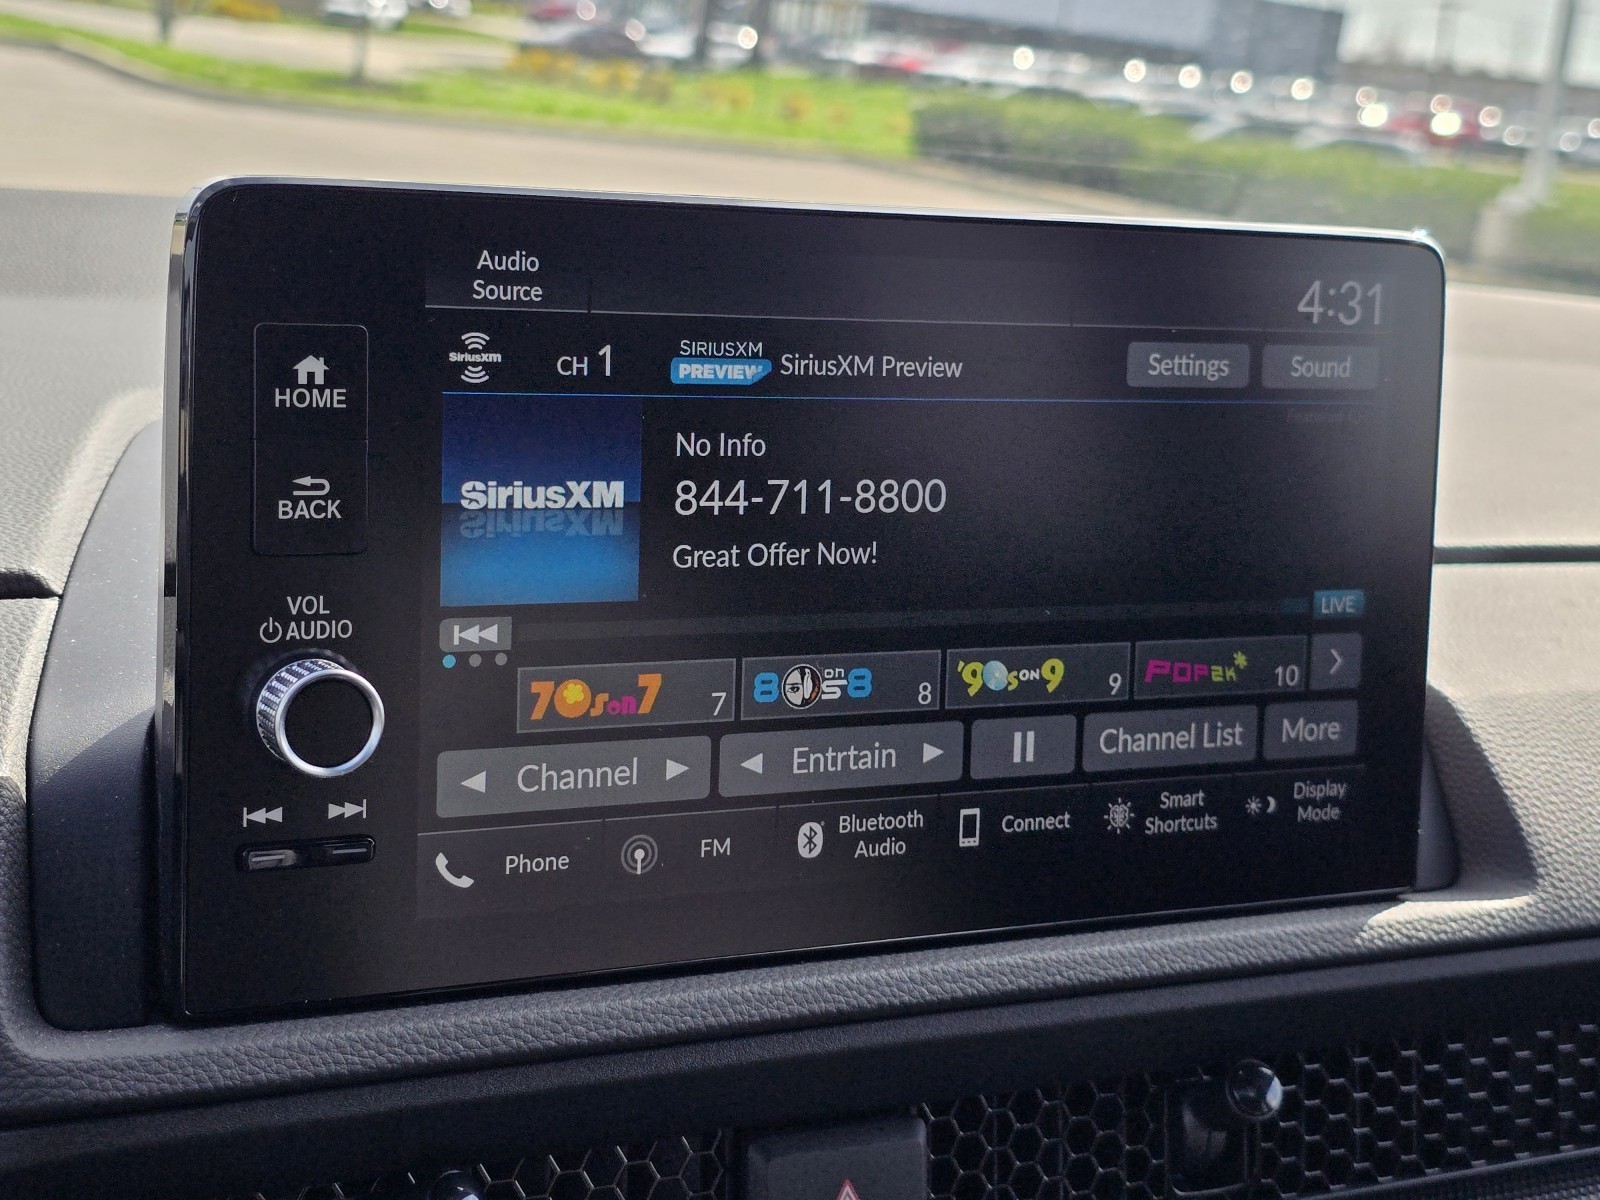 Audio
Source
4:31
HOME
BACK
VOL
AUDIO
SiriusXM
CH 1
SIRIUSXM
PREVIEW
SiriusXM Preview
Settings
Sound
SiriusXM
No Info
844-711-8800
Great Offer Now!
LIVE
70s on 7
7
80s on 8
8
'90s ON 9
9
POP2K
10
Channel
Entrtain
Channel List
More
Phone
FM
Bluetooth
Audio
Connect
Smart
Shortcuts
Display
Mode